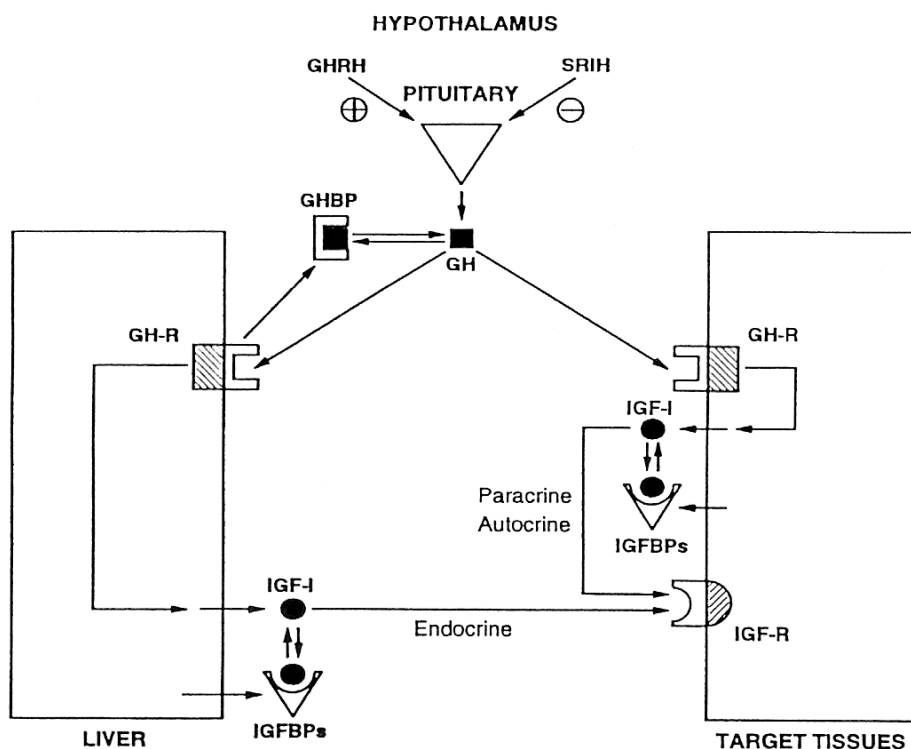 HYPOTHALAMUS
GHRH
SRIH
PITUITARY
+
−
GHBP
GH
GH-R
GH-R
IGF-I
Paracrine
Autocrine
IGFBPs
IGF-I
Endocrine
IGF-R
IGFBPs
LIVER
TARGET TISSUES